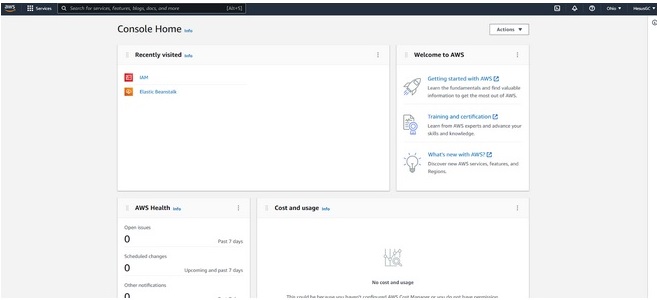 aws Services Search for services, features, blogs, docs, and more [Alt+S] Ohio
Console Home Info
Actions
Recently visited Info
IAM
Elastic Beanstalk
Welcome to AWS
Getting started with AWS
Learn the fundamentals and find valuable
information to get the most out of AWS.
Training and certification
Learn from AWS experts and advance your
skills and knowledge.
What's new with AWS?
Discover new AWS services, features, and
Regions.
AWS Health Info
Open issues
0 Past 7 days
Scheduled changes
0 Upcoming and past 7 days
Other notifications
Cost and usage Info
No cost and usage
This could be because you haven't configured AWS Cost Manager or you do not have permission.